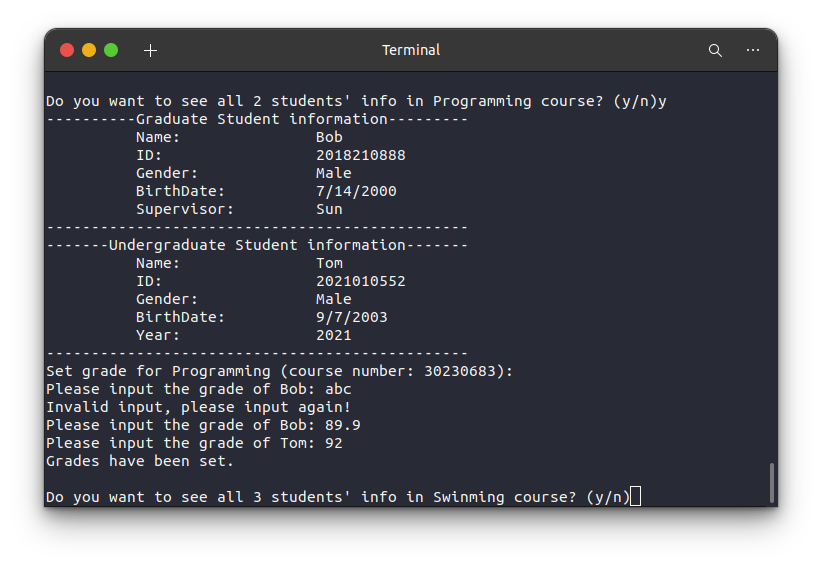 Terminal
Do you want to see all 2 students' info in Programming course? (y/n)y
----------Graduate Student information---------
Name: Bob
ID: 2018210888
Gender: Male
BirthDate: 7/14/2000
Supervisor: Sun
-----------------------------------------------
-------Undergraduate Student information-------
Name: Tom
ID: 2021010552
Gender: Male
BirthDate: 9/7/2003
Year: 2021
-----------------------------------------------
Set grade for Programming (course number: 30230683):
Please input the grade of Bob: abc
Invalid input, please input again!
Please input the grade of Bob: 89.9
Please input the grade of Tom: 92
Grades have been set.
Do you want to see all 3 students' info in Swinming course? (y/n)